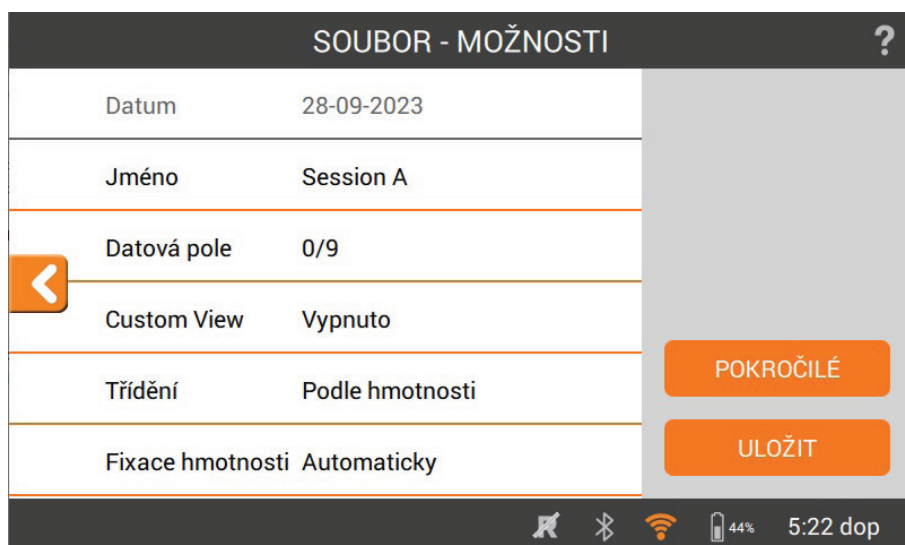 SOUBOR - MOŽNOSTI ?
Datum 28-09-2023
Jméno Session A
Datová pole 0/9
Custom View Vypnuto
Třídění Podle hmotnosti
Fixace hmotnosti Automaticky
POKROČILÉ
ULOŽIT
44% 5:22 dop